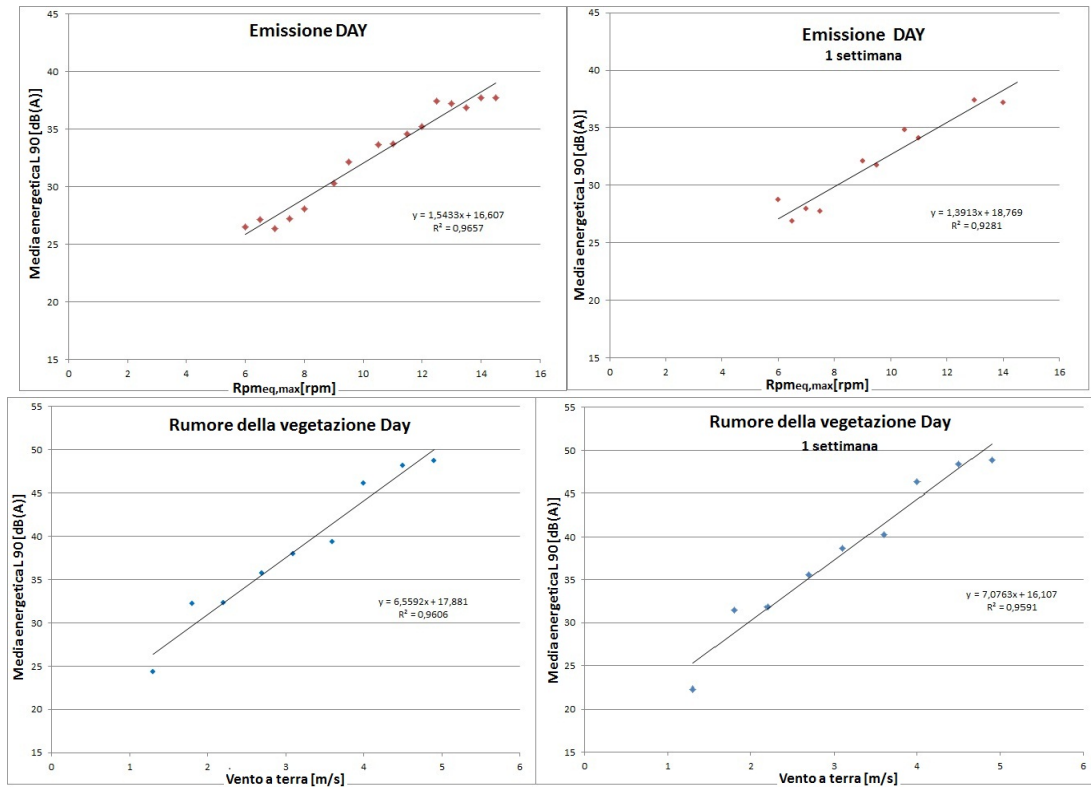 Emissione DAY
Media energetica L 90 [dB(A)]
45
40
35
30
25
20
15
y = 1,5433x + 16,607
R² = 0,9657
0 2 4 6 8 10 12 14 16
Rpmeq,max[rpm]
Emissione DAY
1 settimana
Media energetica L 90 [dB(A)]
45
40
35
30
25
20
15
y = 1,3913x + 18,769
R² = 0,9281
0 2 4 6 8 10 12 14 16
Rpmeq,max[rpm]
Rumore della vegetazione Day
Media energetica L 90 [dB(A)]
55
50
45
40
35
30
25
20
15
y = 6,5592x + 17,881
R² = 0,9606
0 1 2 3 4 5 6
Vento a terra [m/s]
Rumore della vegetazione Day
1 settimana
Media energetica L 90 [dB(A)]
55
50
45
40
35
30
25
20
15
y = 7,0763x + 16,107
R² = 0,9591
0 1 2 3 4 5 6
Vento a terra [m/s]